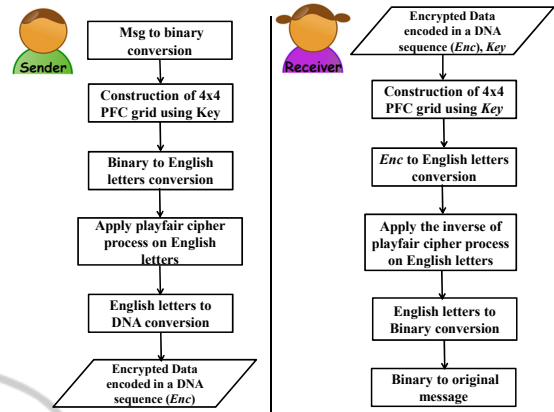 Sender
Msg to binary
conversion
Construction of 4x4
PFC grid using Key
Binary to English
letters conversion
Apply playfair cipher
process on English
letters
English letters to
DNA conversion
Encrypted Data
encoded in a DNA
sequence (Enc)
Receiver
Encrypted Data
encoded in a DNA
sequence (Enc), Key
Construction of 4x4
PFC grid using Key
Enc to English letters
conversion
Apply the inverse of
playfair cipher process
on English letters
English letters to
Binary conversion
Binary to original
message